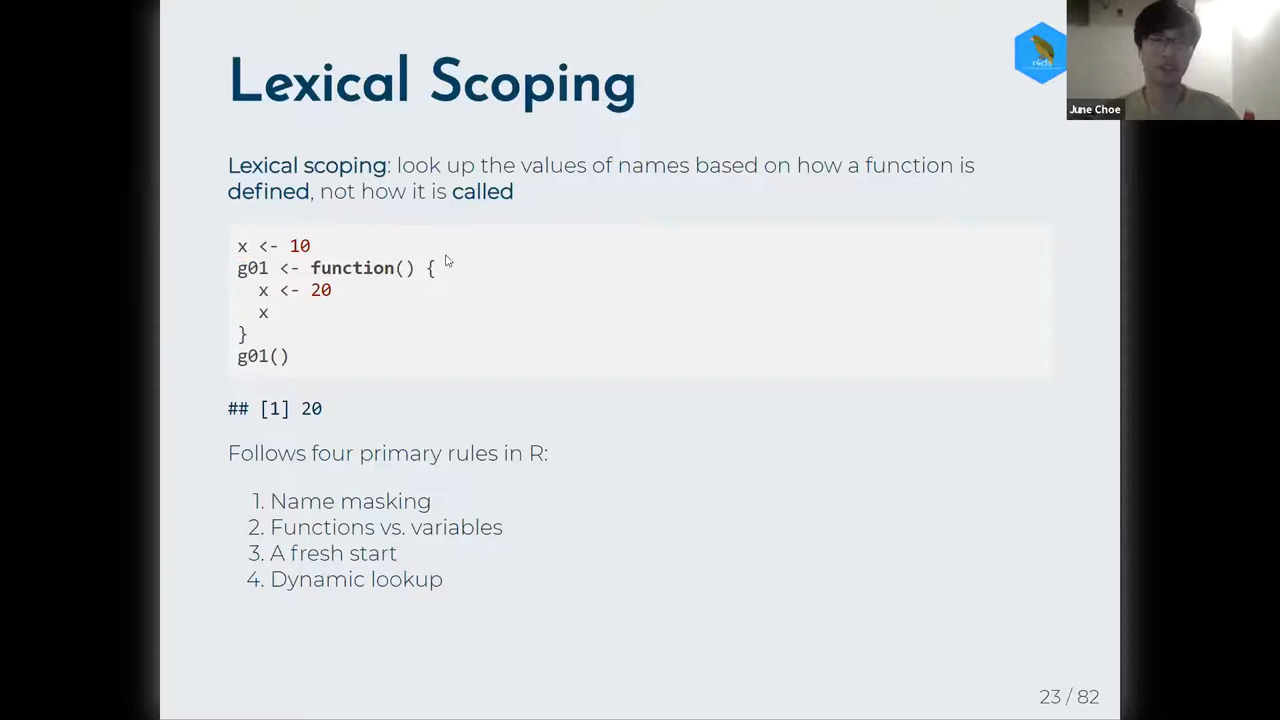 Lexical Scoping
r4ds
June Choe
Lexical scoping: look up the values of names based on how a function is
defined, not how it is called
x <- 10
g01 <- function() {
  x <- 20
  x
}
g01()
## [1] 20
Follows four primary rules in R:
1. Name masking
2. Functions vs. variables
3. A fresh start
4. Dynamic lookup
23 / 82